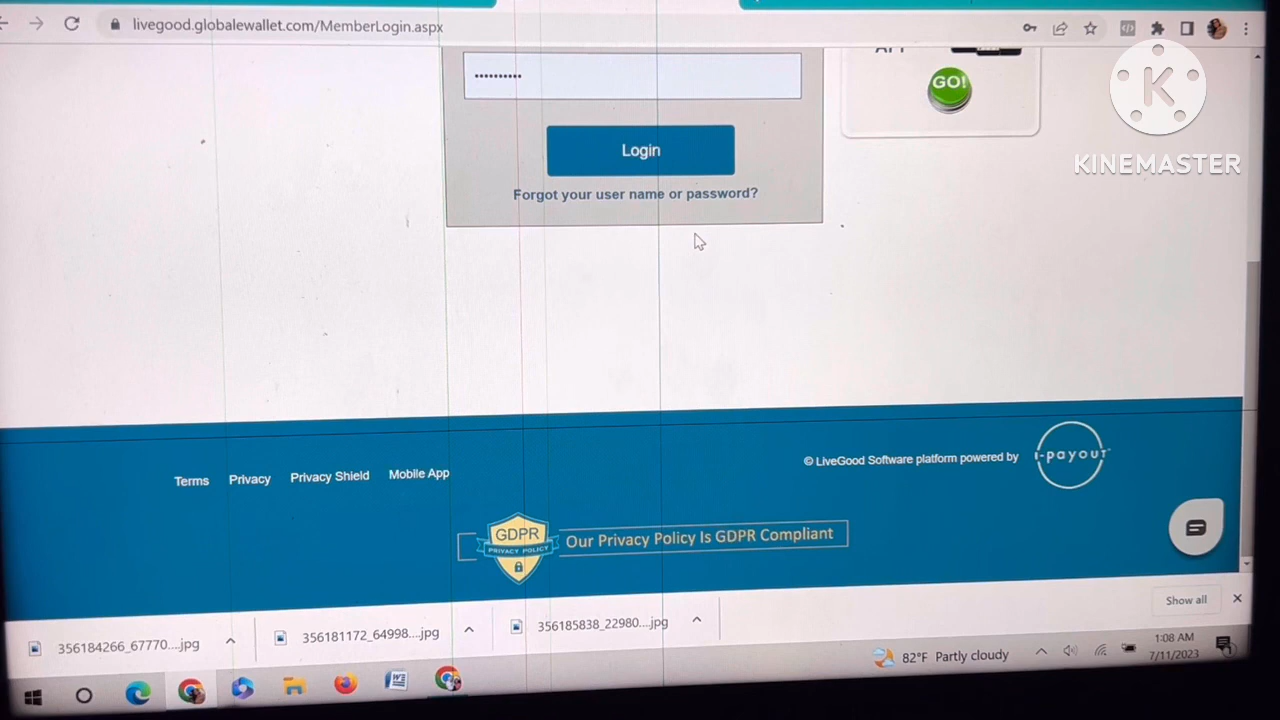 livegood.globalewallet.com/MemberLogin.aspx
GO!
K
KINEMASTER
Login
Forgot your user name or password?
Terms
Privacy
Privacy Shield
Mobile App
© LiveGood Software platform powered by
i-payout
GDPR
PRIVACY POLICY
Our Privacy Policy Is GDPR Compliant
356184266_67770....jpg
356181172_64998....jpg
356185838_22980....jpg
Show all
82°F Partly cloudy
1:08 AM
7/11/2023
1